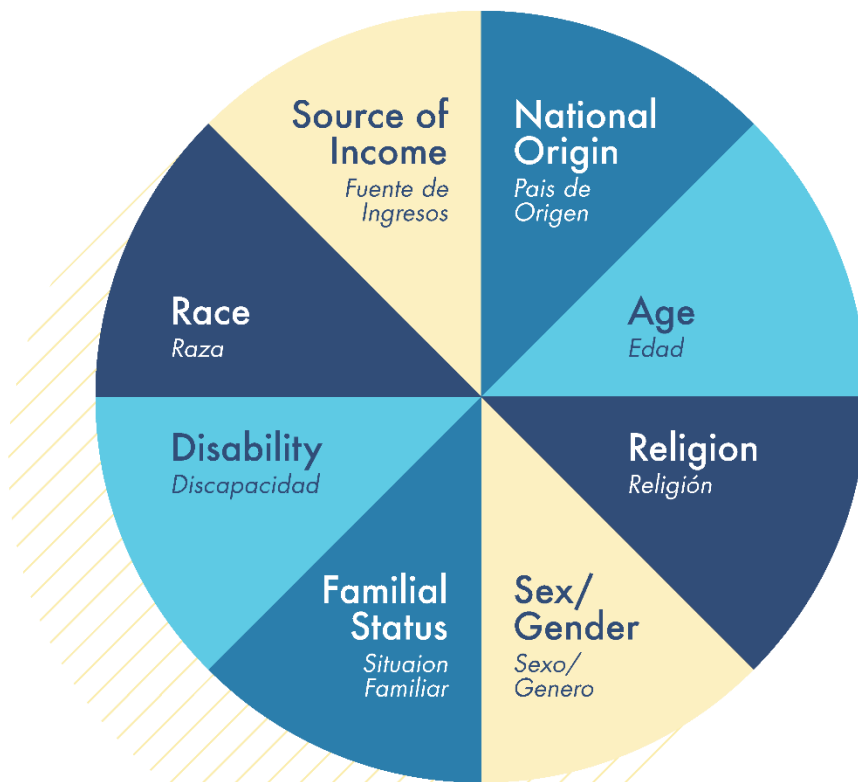 Source of
Income
Fuente de
Ingresos
National
Origin
Pais de
Origen
Age
Edad
Religion
Religión
Sex/
Gender
Sexo/
Genero
Familial
Status
Situaion
Familiar
Disability
Discapacidad
Race
Raza